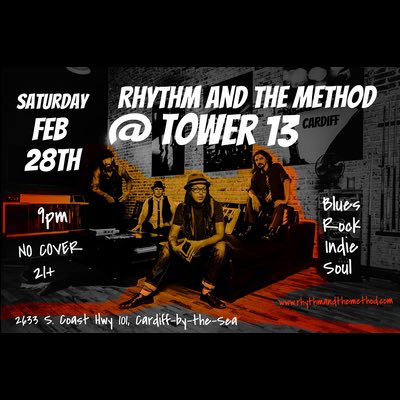 SATURDAY
FEB
28TH
RHYTHM AND THE METHOD
@ TOWER 13
CARDIFF
9pm
NO COVER
21+
Blues
Rock
Indie
Soul
www.rhythmandthemethod.com
2633 S. Coast Hwy 101, Cardiff-by-the-Sea